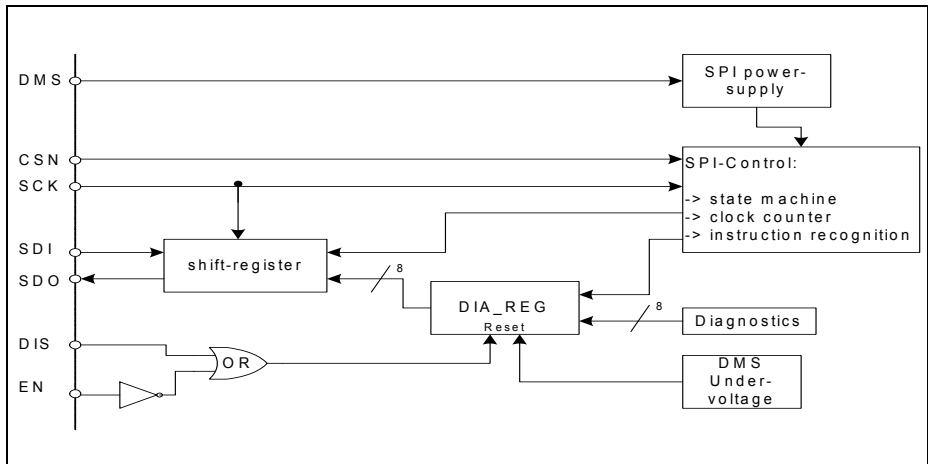 DMS
SPI power-
supply
CSN
SCK
SPI-Control:
-> state machine
-> clock counter
-> instruction recognition
SDI
shift-register
SDO
8
DIA_REG
Reset
8
Diagnostics
DIS
OR
EN
DMS
Under-
voltage